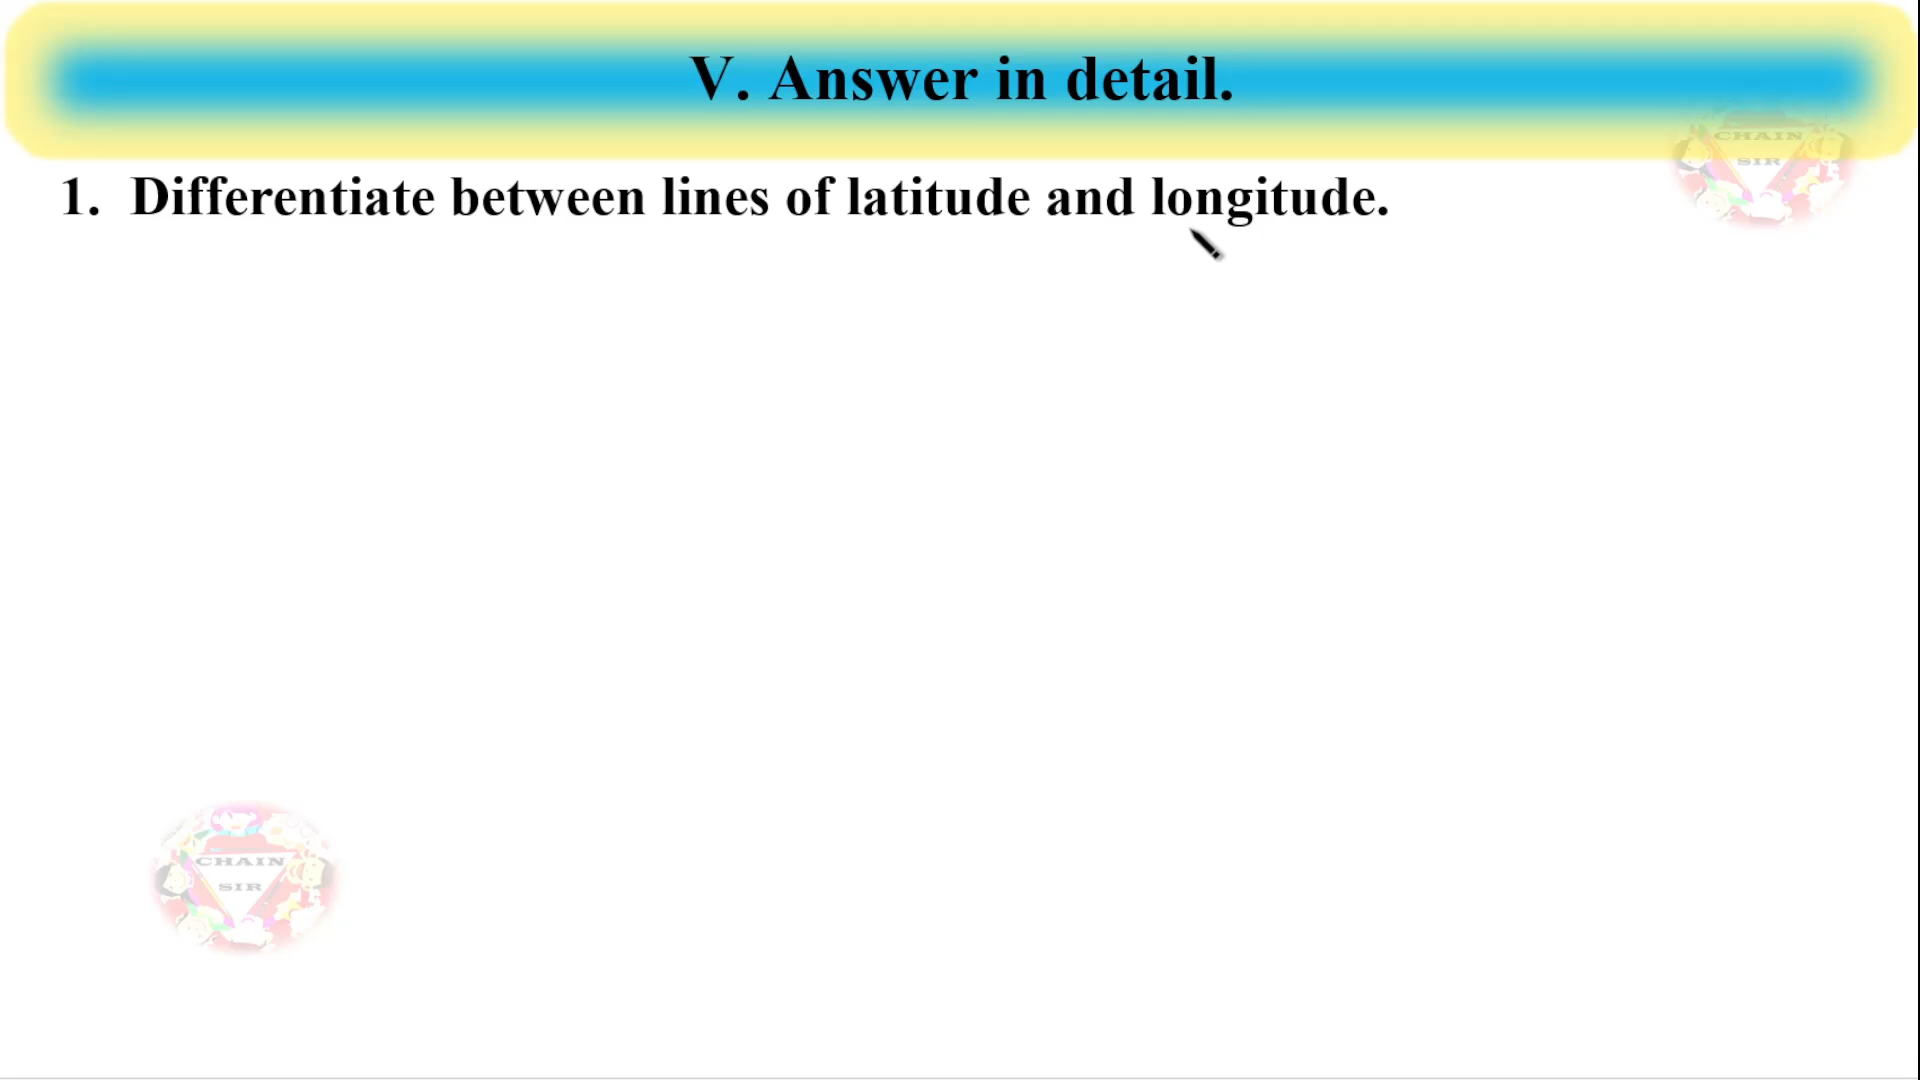 V. Answer in detail.
CHAIN
SIR
1. Differentiate between lines of latitude and longitude.
CHAIN
SIR